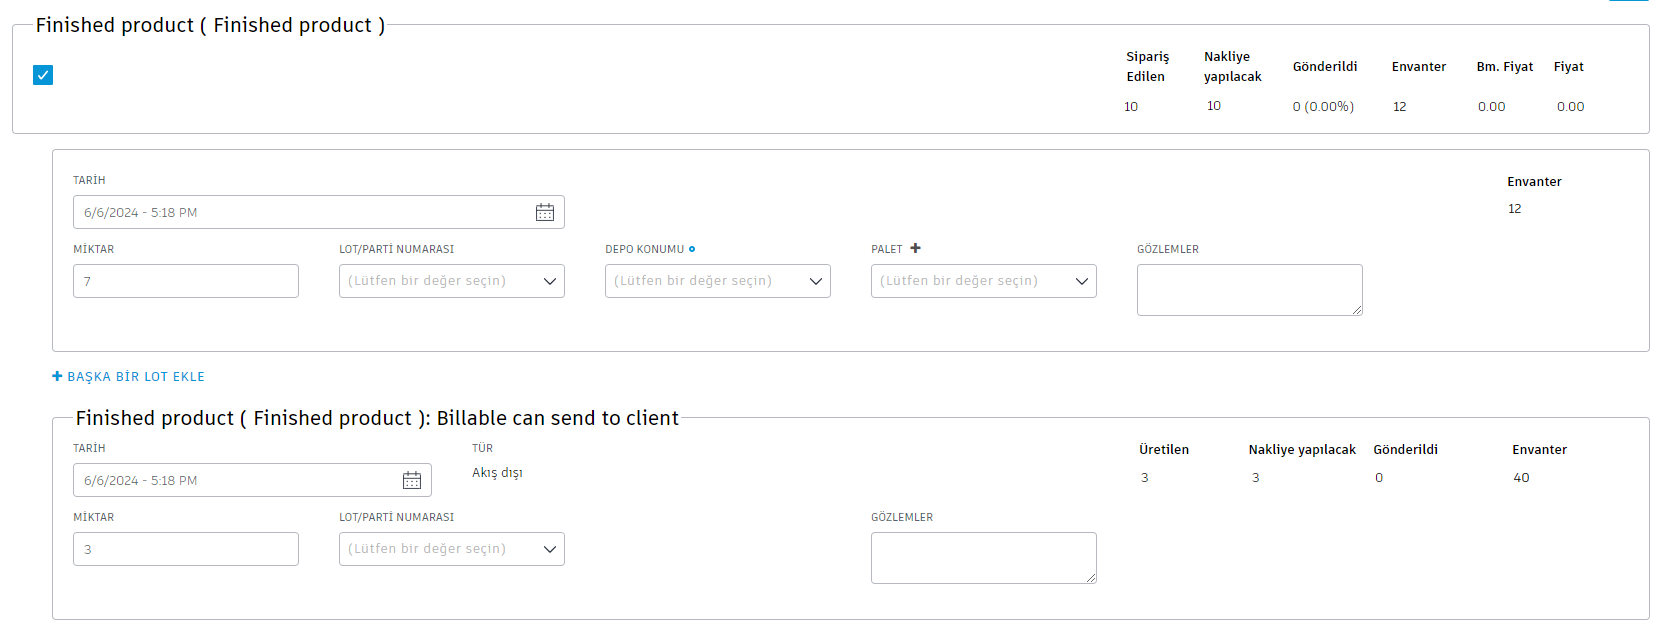 Finished product ( Finished product )
Sipariş Edilen Nakliye yapılacak Gönderildi Envanter Bm. Fiyat Fiyat
10 10 0 (0.00%) 12 0.00 0.00
TARİH Envanter
6/6/2024 - 5:18 PM 12
MİKTAR LOT/PARTİ NUMARASI DEPO KONUMU PALET GÖZLEMLER
7 (Lütfen bir değer seçin) (Lütfen bir değer seçin) (Lütfen bir değer seçin)
BAŞKA BİR LOT EKLE
Finished product ( Finished product ): Billable can send to client
TARİH TÜR Üretilen Nakliye yapılacak Gönderildi Envanter
6/6/2024 - 5:18 PM Akış dışı 3 3 0 40
MİKTAR LOT/PARTİ NUMARASI GÖZLEMLER
3 (Lütfen bir değer seçin)